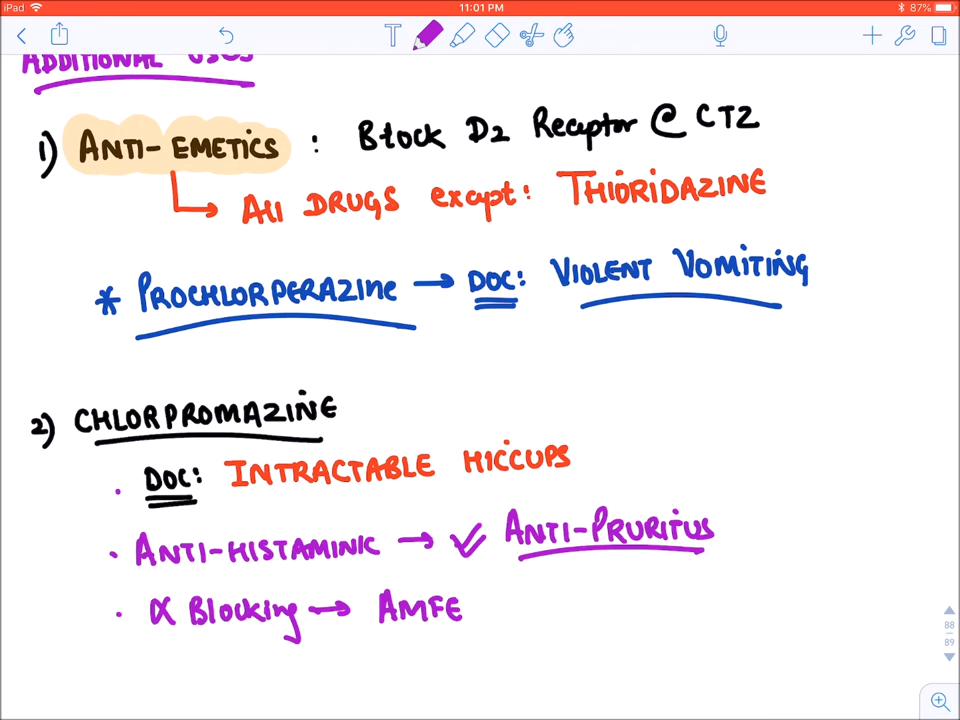 iPad 11:01 PM 87%
T
ADDITIONAL USES
1) ANTI-EMETICS : Block D2 Receptor @ CTZ
All DRUGS except: THIORIDAZINE
* PROCHLORPERAZINE → DOC: VIOLENT VOMITING
2) CHLORPROMAZINE
• DOC: INTRACTABLE HICCUPS
• ANTI-HISTAMINIC → ✓ ANTI-PRURITUS
• α Blocking → AMFE
88
89